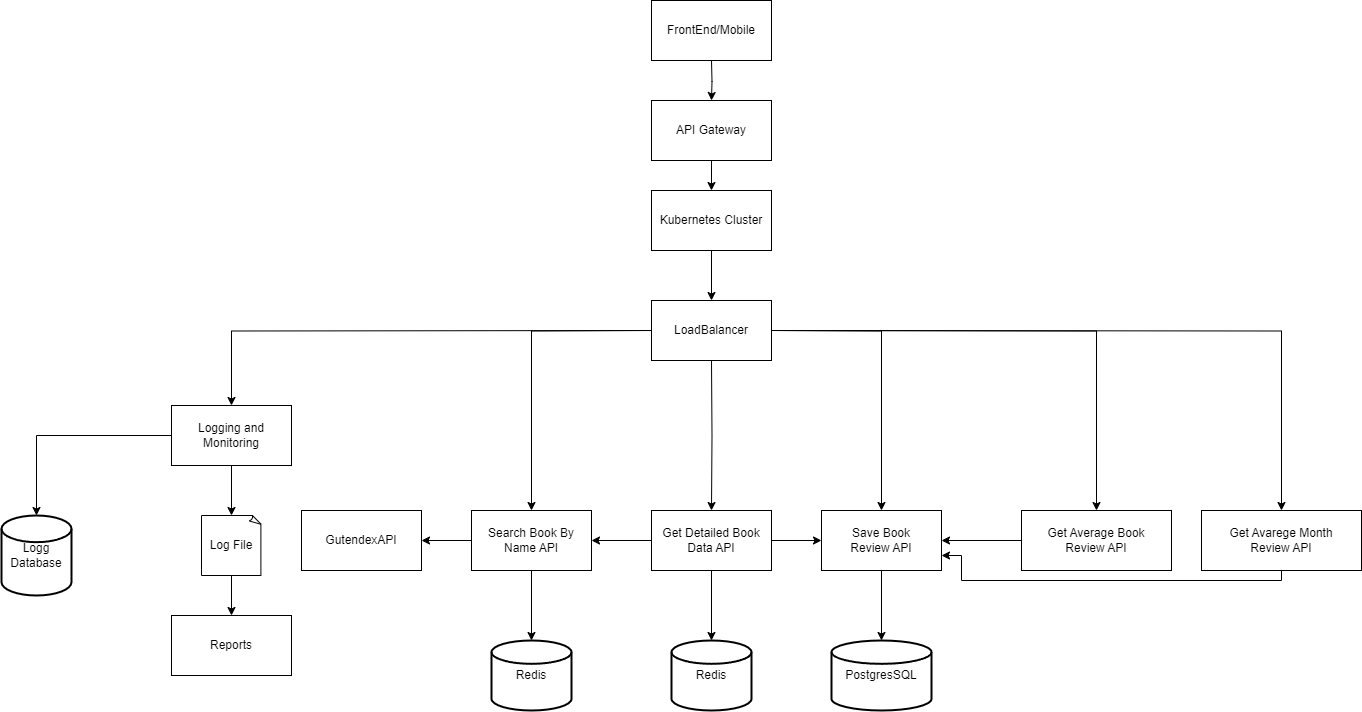 FrontEnd/Mobile
API Gateway
Kubernetes Cluster
LoadBalancer
Logging and
Monitoring
Logg
Database
Log File
Reports
GutendexAPI
Search Book By
Name API
Get Detailed Book
Data API
Save Book
Review API
Get Average Book
Review API
Get Avarege Month
Review API
Redis
Redis
PostgresSQL